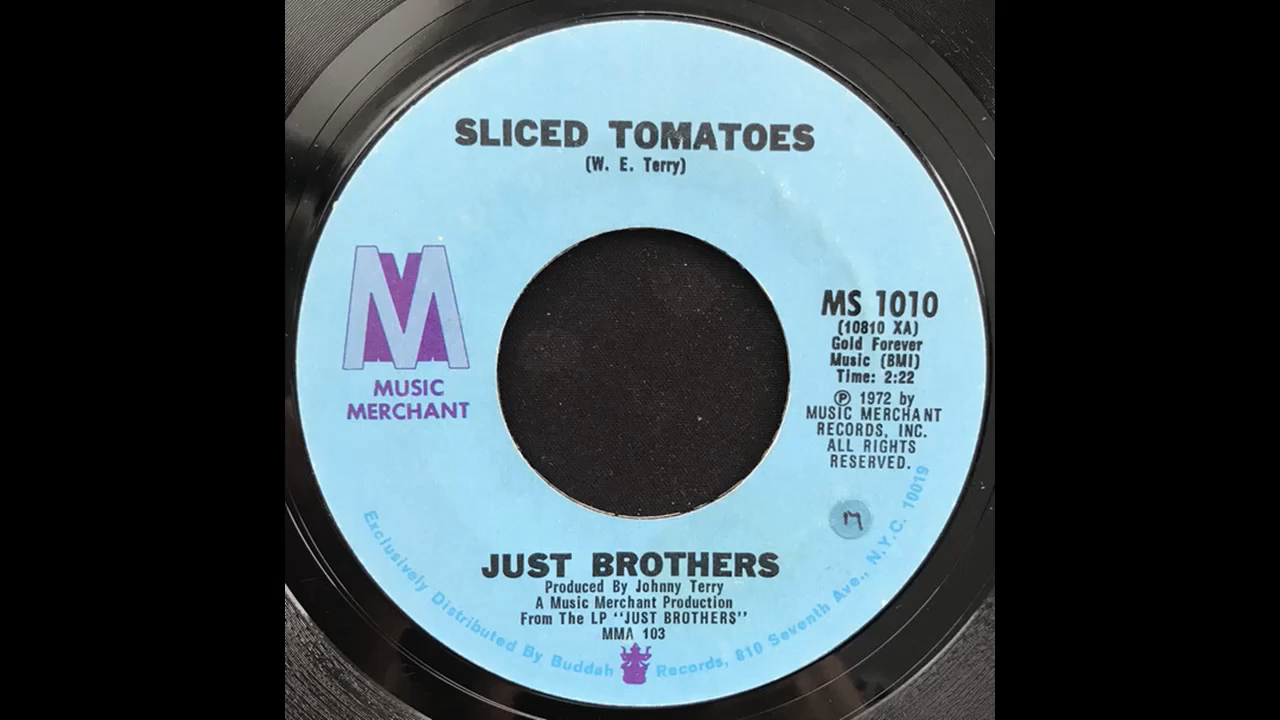 SLICED TOMATOES
(W. E. Terry)
M
MUSIC
MERCHANT
MS 1010
(10810 XA)
Gold Forever
Music (BMI)
Time: 2:22
℗ 1972 by
MUSIC MERCHANT
RECORDS, INC.
ALL RIGHTS
RESERVED.
M
JUST BROTHERS
Produced By Johnny Terry
A Music Merchant Production
From The LP "JUST BROTHERS"
MMA 103
Exclusively Distributed By Buddah Records, 810 Seventh Ave., N.Y.C. 10019